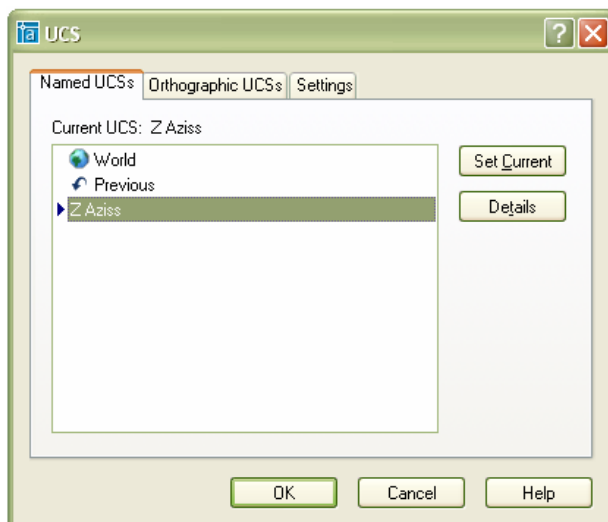 UCS
Named UCSs Orthographic UCSs Settings
Current UCS: Z Aziss
World
Previous
Z Aziss
Set Current
Details
OK Cancel Help